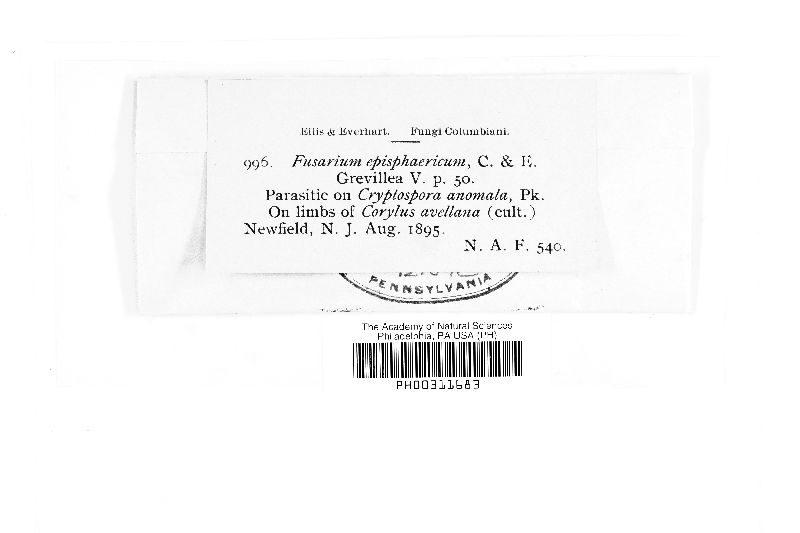 Ellis & Everhart. Fungi Columbiani.
996. Fusarium episphaericum, C. & E.
Grevillea V. p. 50.
Parasitic on Cryptospora anomala, Pk.
On limbs of Corylus avellana (cult.)
Newfield, N. J. Aug. 1895.
N. A. F. 540.
PENNSYLVANIA
The Academy of Natural Sciences
Philadelphia, PA USA (PH)
PH00311683